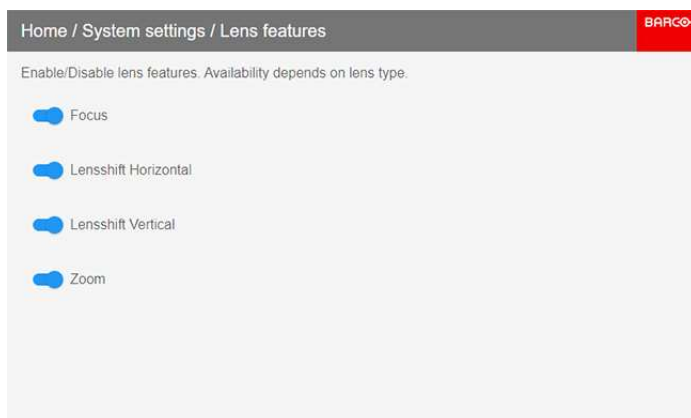 Home / System settings / Lens features
BARCO
Enable/Disable lens features. Availability depends on lens type.
Focus
Lensshift Horizontal
Lensshift Vertical
Zoom